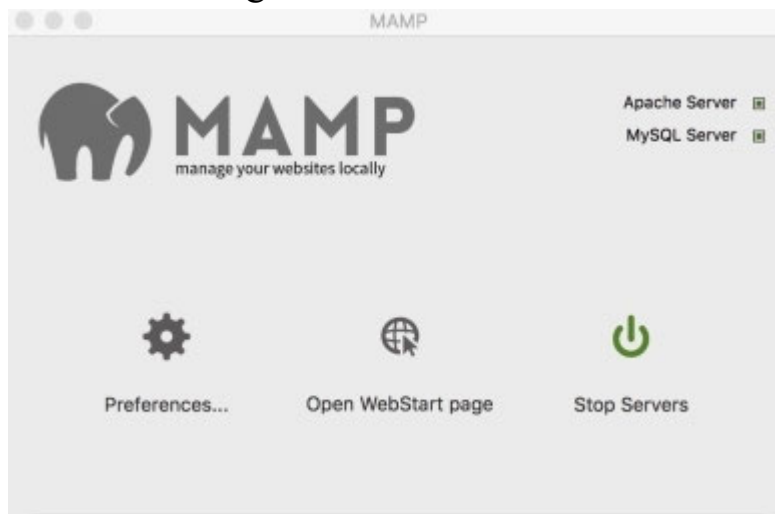 MAMP
MAMP
manage your websites locally
Apache Server
MySQL Server
Preferences...
Open WebStart page
Stop Servers